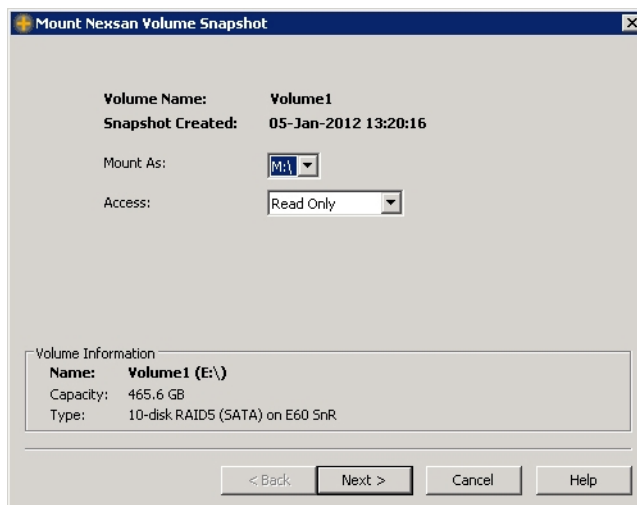 Mount Nexsan Volume Snapshot
Volume Name: Volume1
Snapshot Created: 05-Jan-2012 13:20:16
Mount As: M:\
Access: Read Only
Volume Information
Name: Volume1 (E:\)
Capacity: 465.6 GB
Type: 10-disk RAID5 (SATA) on E60 SnR
< Back Next > Cancel Help